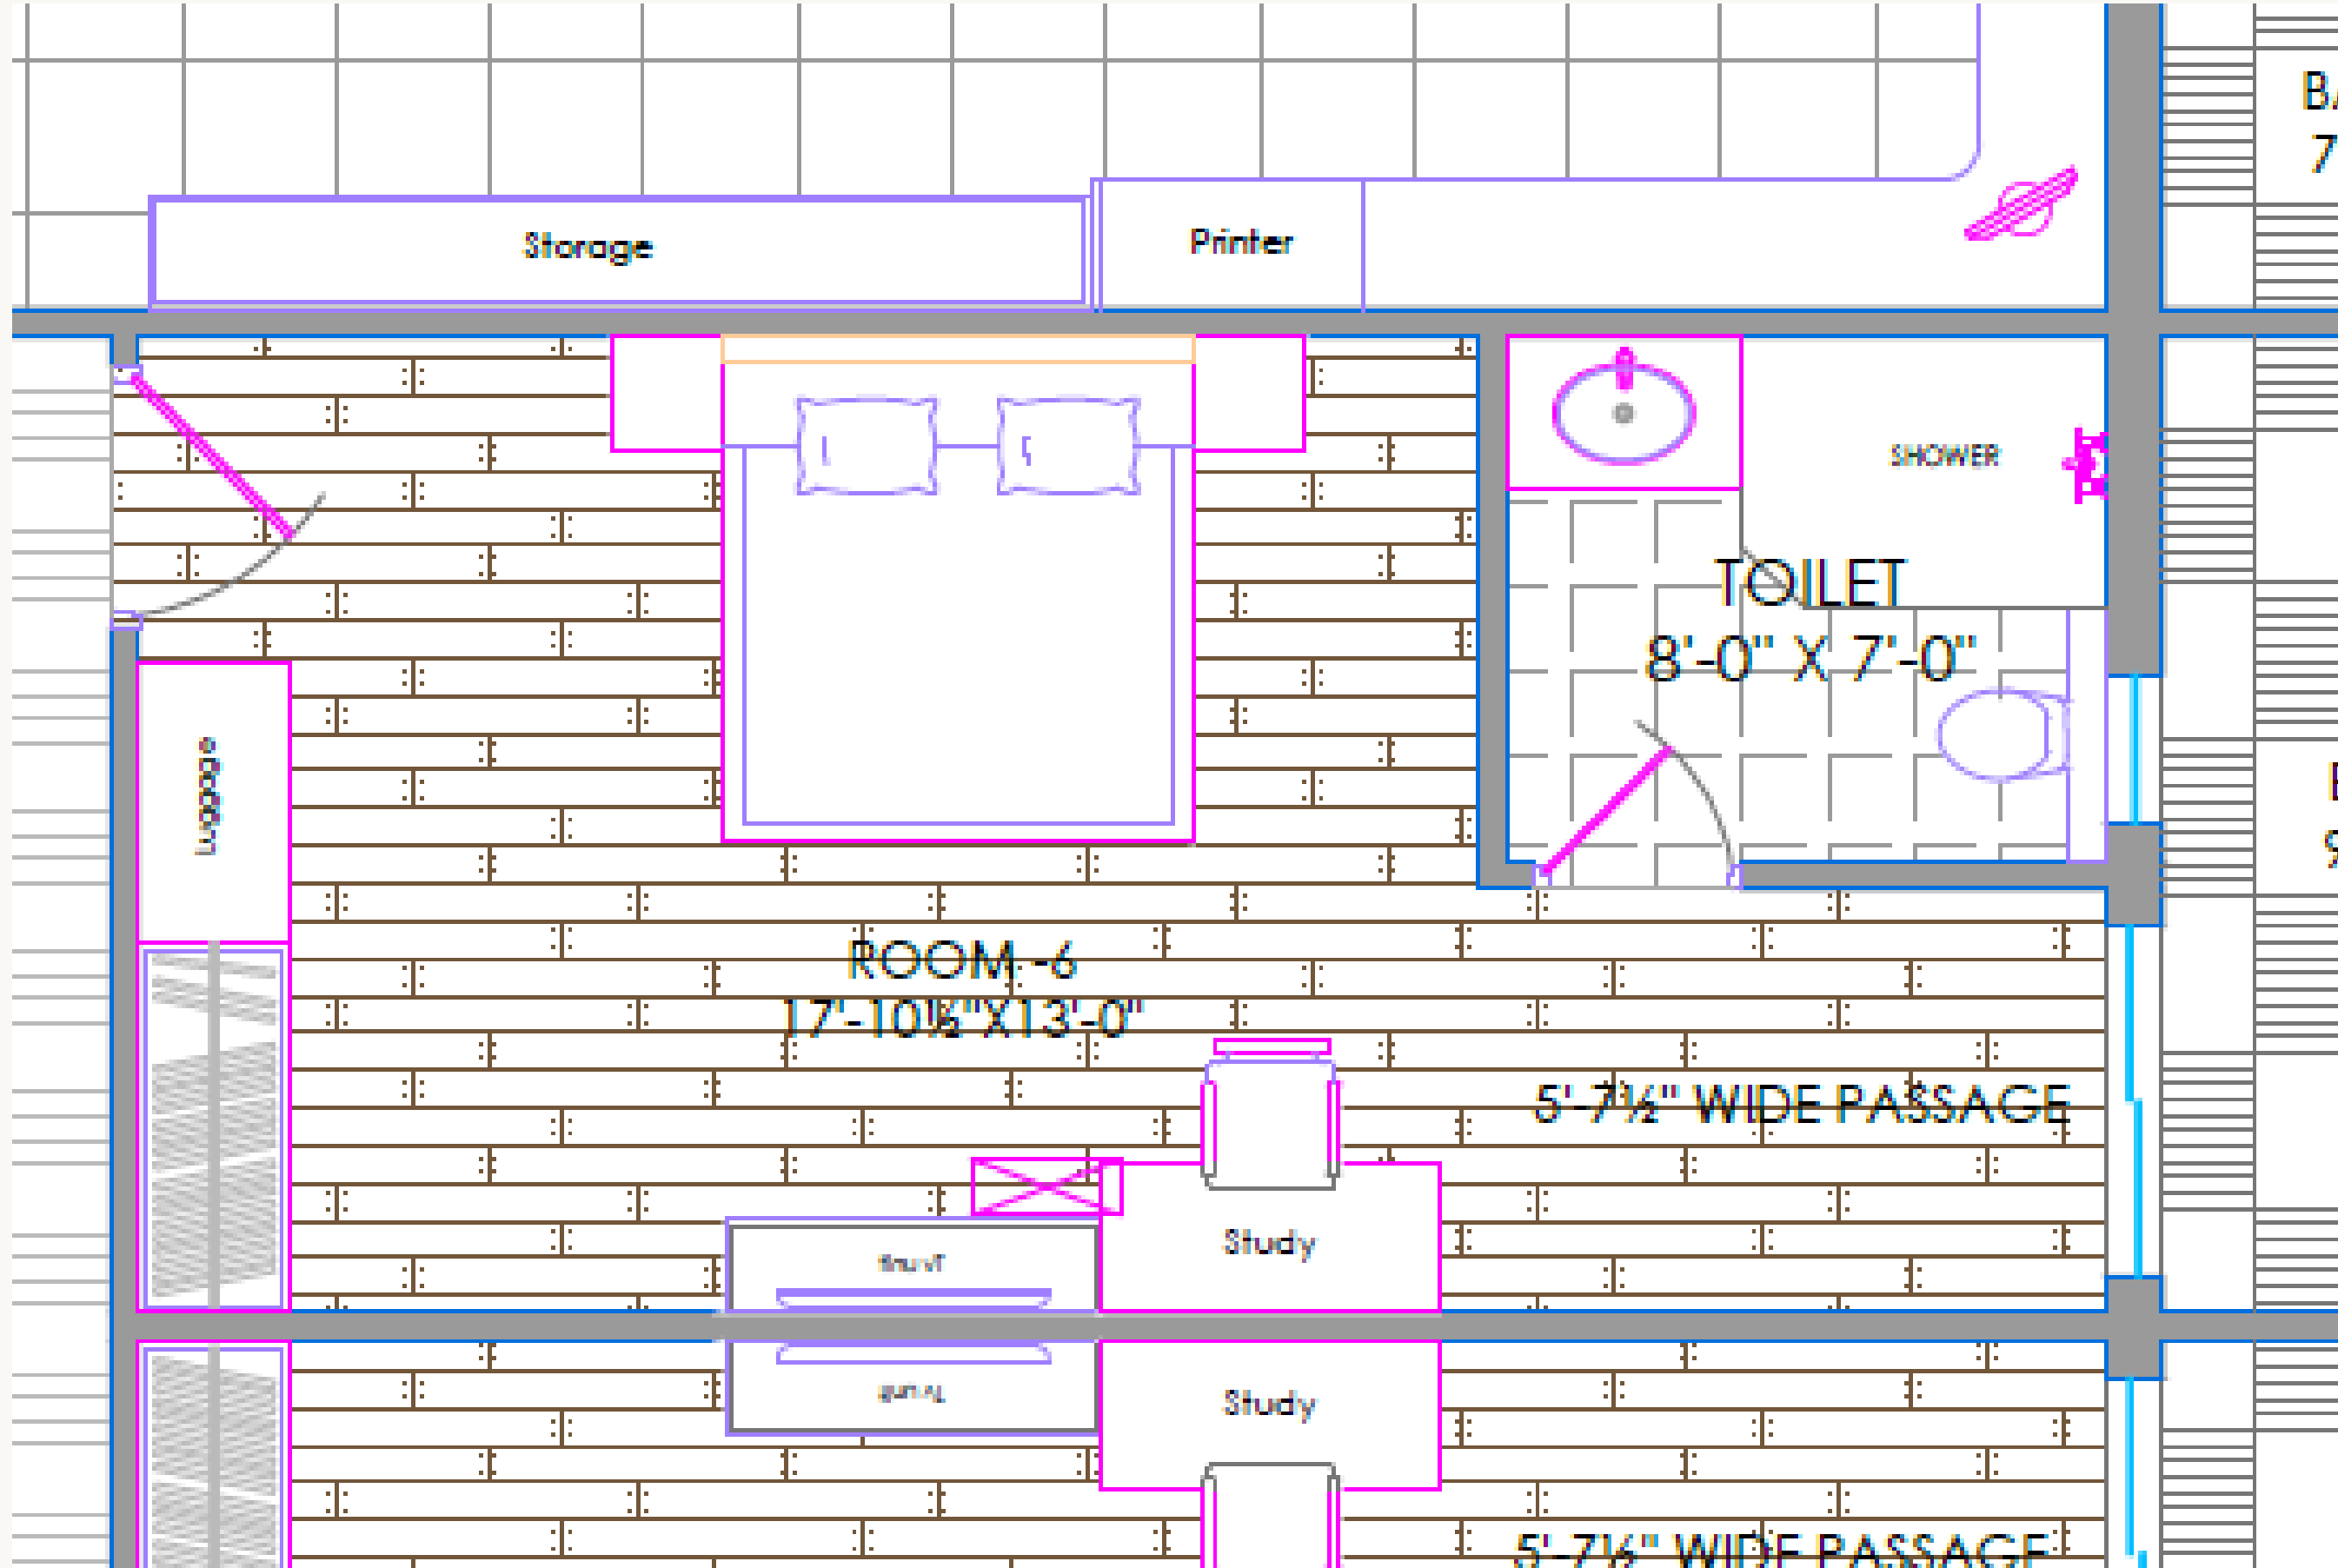 Storage
Printer
SHOWER
TOILET
8'-0" X 7'-0"
Luggage
ROOM -6
17'-10½"X13'-0"
5'-7½" WIDE PASSAGE
Study
Study
5'-7½" WIDE PASSAGE
7